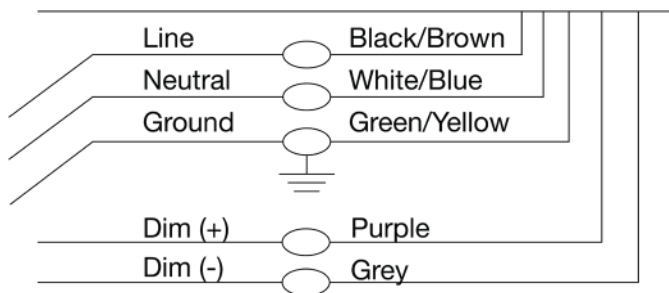 Line Black/Brown
Neutral White/Blue
Ground Green/Yellow
Dim (+) Purple
Dim (-) Grey